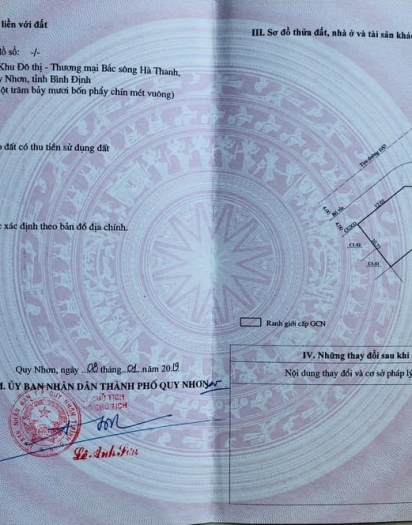 liền với đất
ồ số: -/-
Khu Đô thị - Thương mại Bắc sông Hà Thanh,
y Nhơn, tỉnh Bình Định
ột trăm bảy mươi bốn phẩy chín mét vuông)
o đất có thu tiền sử dụng đất
c xác định theo bản đồ địa chính.
Quy Nhơn, ngày 08 tháng 01 năm 2019
M. ỦY BAN NHÂN DÂN THÀNH PHỐ QUY NHƠN
CHỦ TỊCH
Lê Anh Sơn
III. Sơ đồ thửa đất, nhà ở và tài sản khác
Ranh giới cấp GCN
IV. Những thay đổi sau khi
Nội dung thay đổi và cơ sở pháp lý